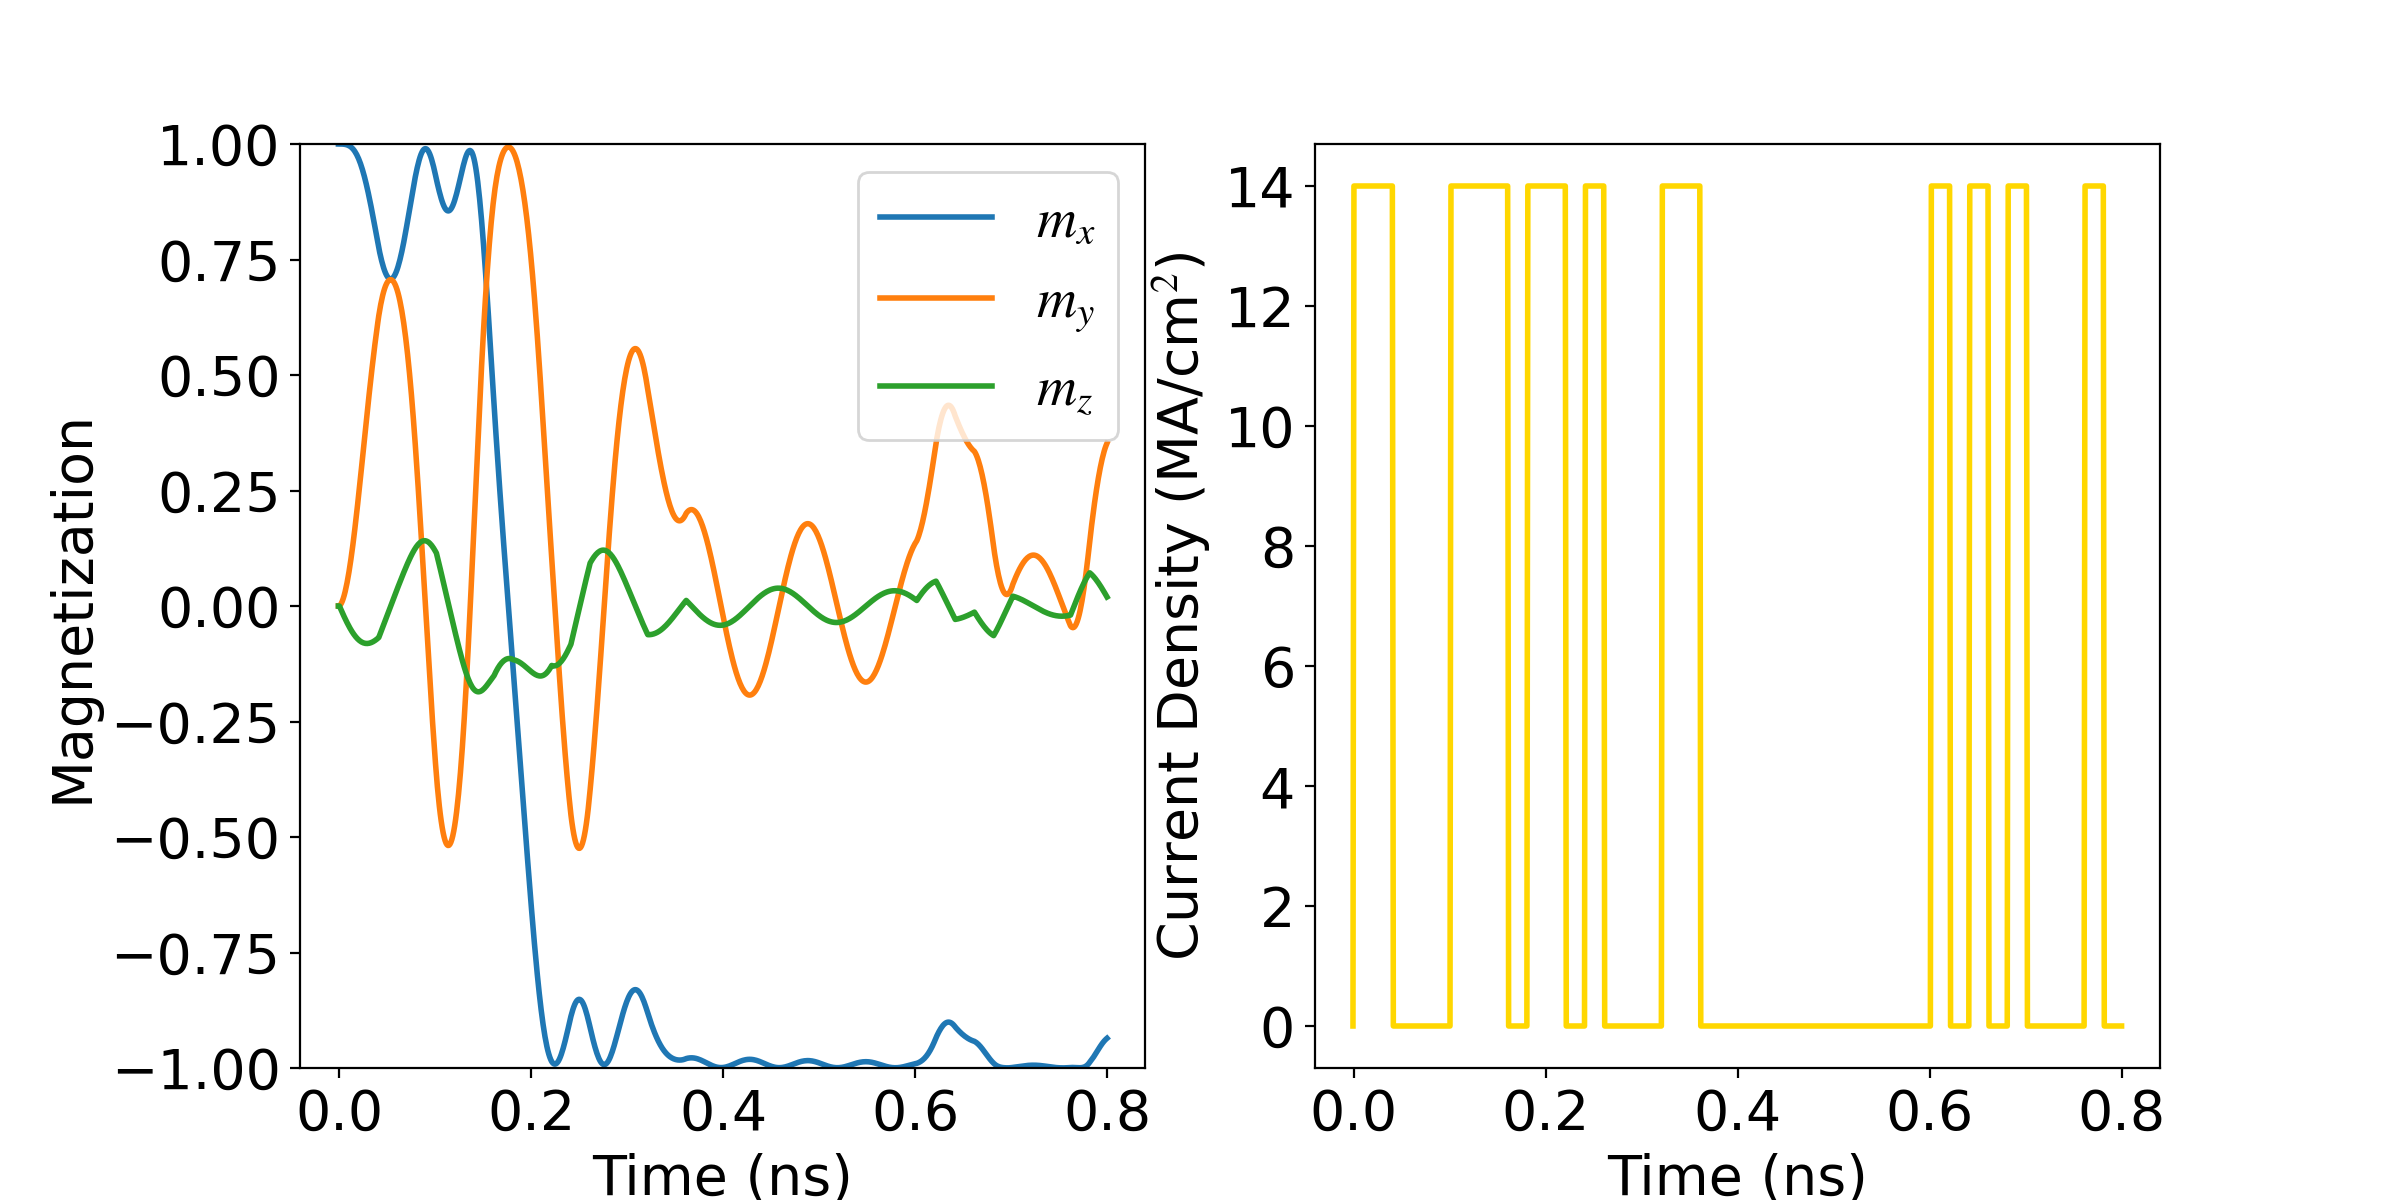 Magnetization
1.00
0.75
0.50
0.25
0.00
−0.25
−0.50
−0.75
−1.00
0.0 0.2 0.4 0.6 0.8
Time (ns)
m_x
m_y
m_z
Current Density (MA/cm²)
14
12
10
8
6
4
2
0
0.0 0.2 0.4 0.6 0.8
Time (ns)